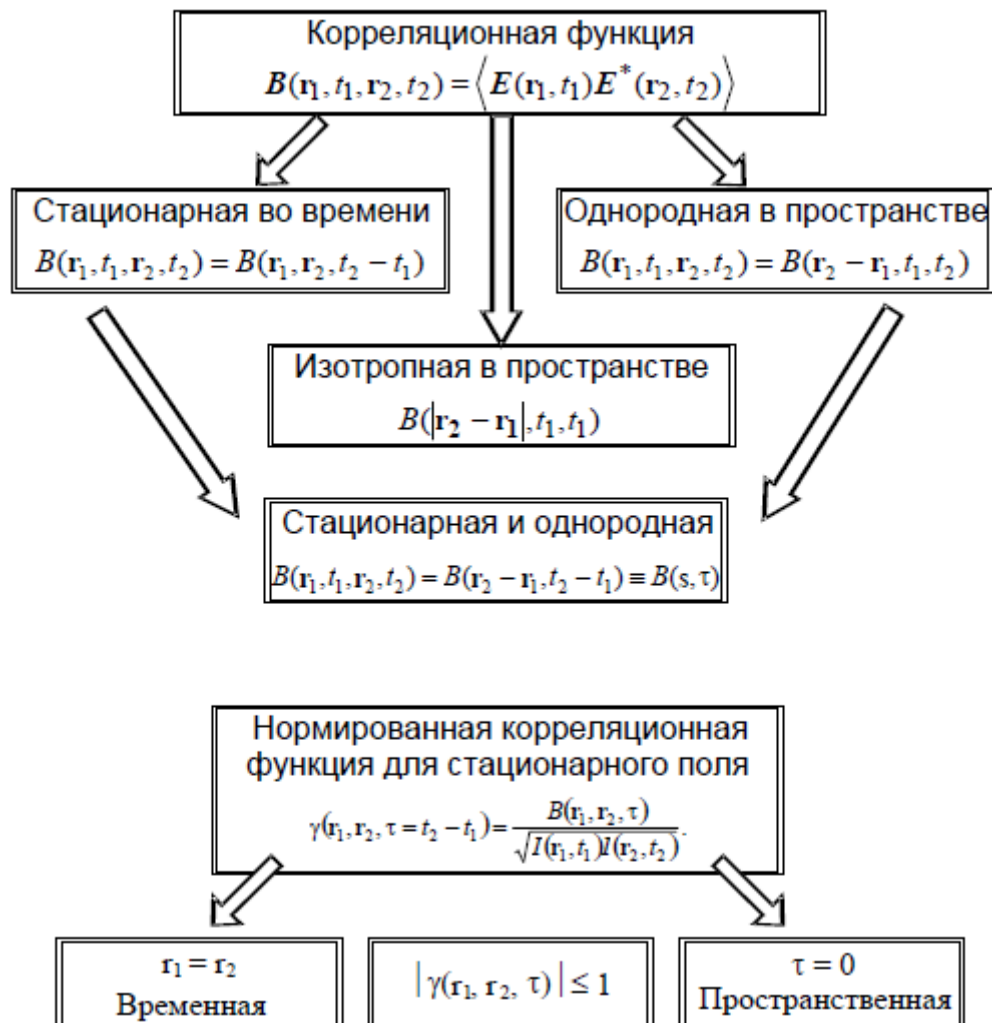 Корреляционная функция
B(r₁, t₁, r₂, t₂) = ⟨E(r₁, t₁)E*(r₂, t₂)⟩
Стационарная во времени
B(r₁, t₁, r₂, t₂) = B(r₁, r₂, t₂ − t₁)
Однородная в пространстве
B(r₁, t₁, r₂, t₂) = B(r₂ − r₁, t₁, t₂)
Изотропная в пространстве
B(|r₂ − r₁|, t₁, t₁)
Стационарная и однородная
B(r₁, t₁, r₂, t₂) = B(r₂ − r₁, t₂ − t₁) ≡ B(s, τ)
Нормированная корреляционная
функция для стационарного поля
γ(r₁, r₂, τ = t₂ − t₁) = B(r₁, r₂, τ) / √I(r₁, t₁)I(r₂, t₂).
r₁ = r₂
Временная
|γ(r₁, r₂, τ)| ≤ 1
τ = 0
Пространственная